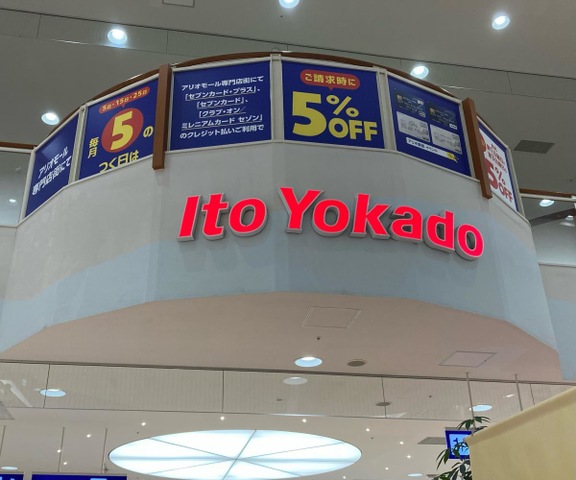 アリオモール
専門店街にて
5日・15日・25日
毎月
5の
つく日は
アリオモール専門店街にて
「セブンカード・プラス」・
「セブンカード」、
「クラブ・オン／
ミレニアムカード セゾン」
のクレジット払いご利用で
ご請求時に
5%
OFF
Ito Yokado